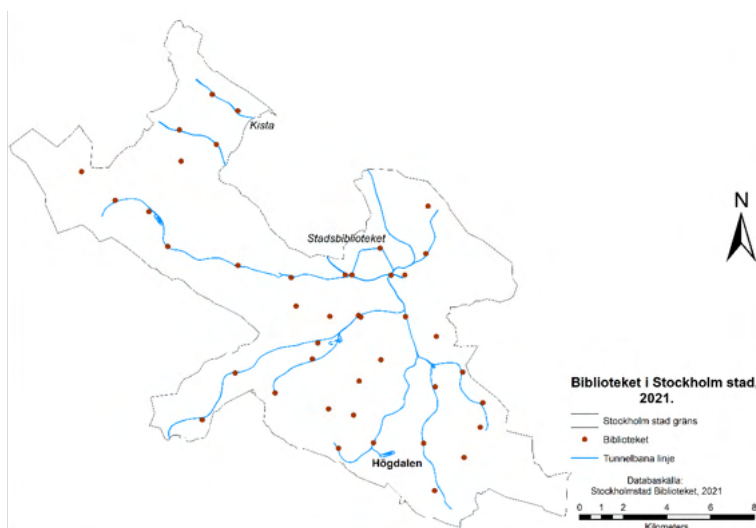 Kista
Stadsbiblioteket
N
Högdalen
Biblioteket i Stockholm stad,
2021.
Stockholm stad gräns
Biblioteket
Tunnelbana linje
Databaskälla:
Stockholmstad Biblioteket, 2021
0 1 2 4 6 8
Kilometers